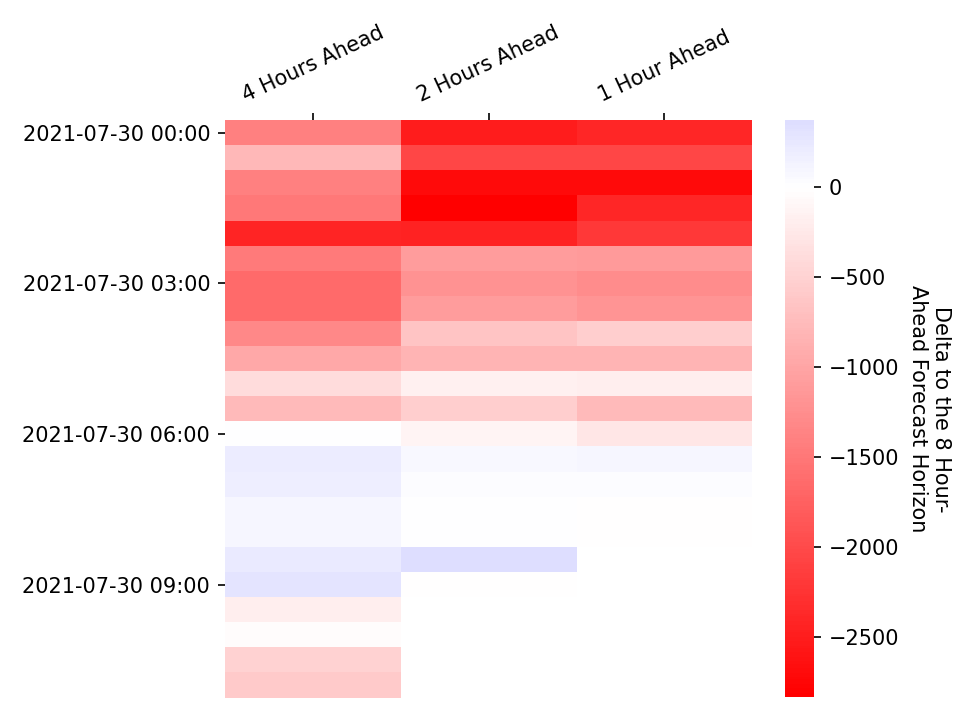 4 Hours Ahead
2 Hours Ahead
1 Hour Ahead
2021-07-30 00:00
2021-07-30 03:00
2021-07-30 06:00
2021-07-30 09:00
0
−500
−1000
−1500
−2000
−2500
Delta to the 8 Hour-
Ahead Forecast Horizon